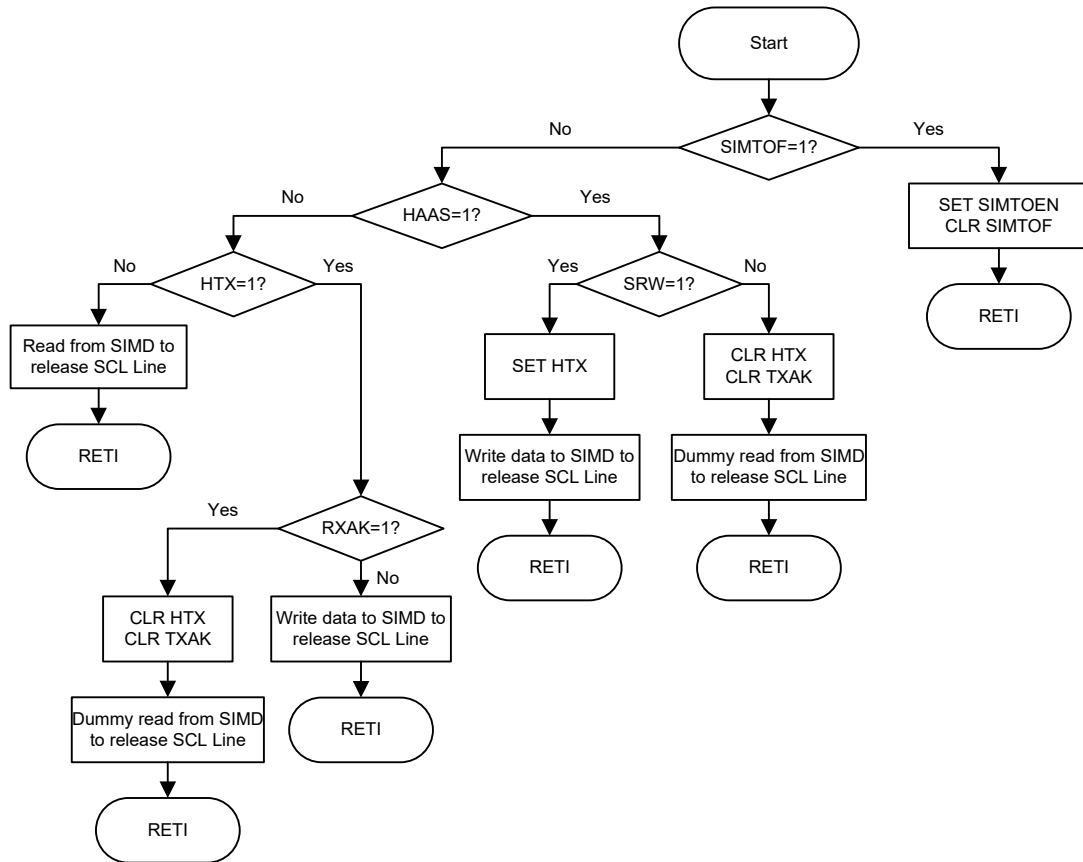 Start
No
Yes
SIMTOF=1?
No
HAAS=1?
Yes
SET SIMTOEN
CLR SIMTOF
No
HTX=1?
Yes
Yes
SRW=1?
No
RETI
Read from SIMD to
release SCL Line
SET HTX
CLR HTX
CLR TXAK
RETI
Write data to SIMD to
release SCL Line
Dummy read from SIMD
to release SCL Line
Yes
RXAK=1?
No
RETI
RETI
CLR HTX
CLR TXAK
Write data to SIMD to
release SCL Line
Dummy read from SIMD
to release SCL Line
RETI
RETI